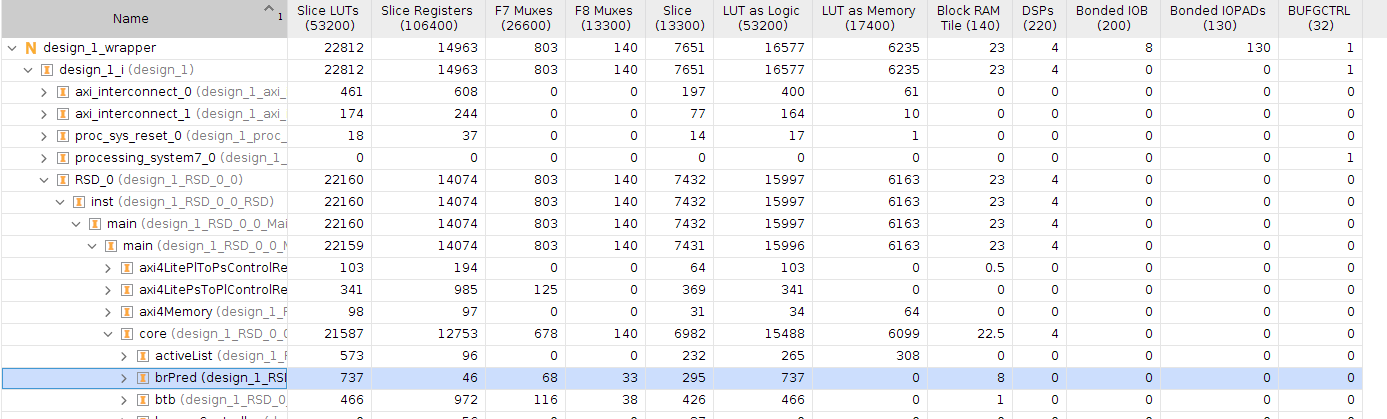 Name 1 Slice LUTs (53200) Slice Registers (106400) F7 Muxes (26600) F8 Muxes (13300) Slice (13300) LUT as Logic (53200) LUT as Memory (17400) Block RAM Tile (140) DSPs (220) Bonded IOB (200) Bonded IOPADs (130) BUFGCTRL (32)
N design_1_wrapper 22812 14963 803 140 7651 16577 6235 23 4 8 130 1
design_1_i (design_1) 22812 14963 803 140 7651 16577 6235 23 4 0 0 1
axi_interconnect_0 (design_1_axi_ 461 608 0 0 197 400 61 0 0 0 0 0
axi_interconnect_1 (design_1_axi_ 174 244 0 0 77 164 10 0 0 0 0 0
proc_sys_reset_0 (design_1_proc_ 18 37 0 0 14 17 1 0 0 0 0 0
processing_system7_0 (design_1_ 0 0 0 0 0 0 0 0 0 0 0 1
RSD_0 (design_1_RSD_0_0) 22160 14074 803 140 7432 15997 6163 23 4 0 0 0
inst (design_1_RSD_0_0_RSD) 22160 14074 803 140 7432 15997 6163 23 4 0 0 0
main (design_1_RSD_0_0_Mai 22160 14074 803 140 7432 15997 6163 23 4 0 0 0
main (design_1_RSD_0_0_M 22159 14074 803 140 7431 15996 6163 23 4 0 0 0
axi4LitePlToPsControlRe 103 194 0 0 64 103 0 0.5 0 0 0 0
axi4LitePsToPlControlRe 341 985 125 0 369 341 0 0 0 0 0 0
axi4Memory (design_1_R 98 97 0 0 31 34 64 0 0 0 0 0
core (design_1_RSD_0_0 21587 12753 678 140 6982 15488 6099 22.5 4 0 0 0
activeList (design_1_R 573 96 0 0 232 265 308 0 0 0 0 0
brPred (design_1_RSI 737 46 68 33 295 737 0 8 0 0 0 0
btb (design_1_RSD_0_ 466 972 116 38 426 466 0 1 0 0 0 0